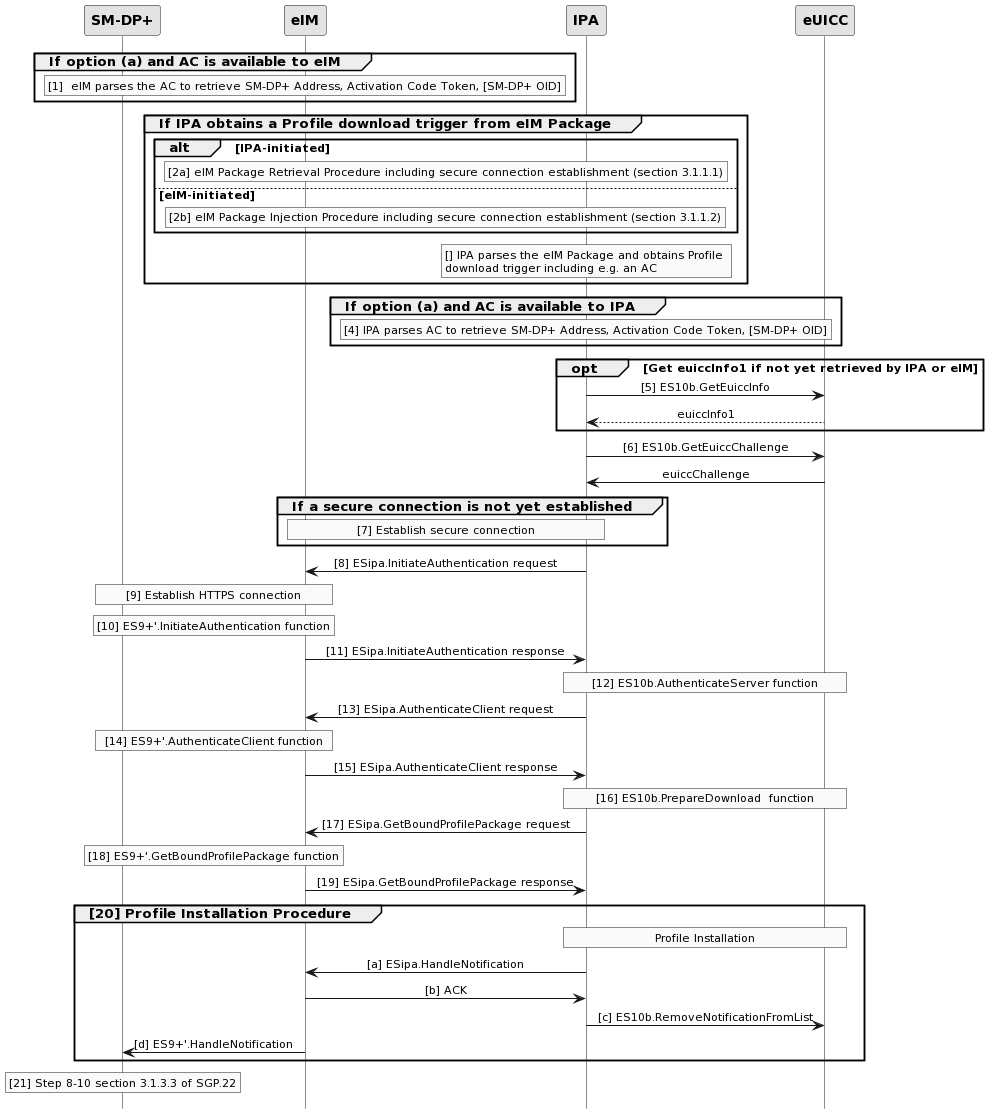 SM-DP+ eIM IPA eUICC
If option (a) and AC is available to eIM
[1]  eIM parses the AC to retrieve SM-DP+ Address, Activation Code Token, [SM-DP+ OID]
If IPA obtains a Profile download trigger from eIM Package
alt [IPA-initiated]
[2a] eIM Package Retrieval Procedure including secure connection establishment (section 3.1.1.1)
[eIM-initiated]
[2b] eIM Package Injection Procedure including secure connection establishment (section 3.1.1.2)
[] IPA parses the eIM Package and obtains Profile
download trigger including e.g. an AC
If option (a) and AC is available to IPA
[4] IPA parses AC to retrieve SM-DP+ Address, Activation Code Token, [SM-DP+ OID]
opt [Get euiccInfo1 if not yet retrieved by IPA or eIM]
[5] ES10b.GetEuiccInfo
euiccInfo1
[6] ES10b.GetEuiccChallenge
euiccChallenge
If a secure connection is not yet established
[7] Establish secure connection
[8] ESipa.InitiateAuthentication request
[9] Establish HTTPS connection
[10] ES9+'.InitiateAuthentication function
[11] ESipa.InitiateAuthentication response
[12] ES10b.AuthenticateServer function
[13] ESipa.AuthenticateClient request
[14] ES9+'.AuthenticateClient function
[15] ESipa.AuthenticateClient response
[16] ES10b.PrepareDownload  function
[17] ESipa.GetBoundProfilePackage request
[18] ES9+'.GetBoundProfilePackage function
[19] ESipa.GetBoundProfilePackage response
[20] Profile Installation Procedure
Profile Installation
[a] ESipa.HandleNotification
[b] ACK
[c] ES10b.RemoveNotificationFromList
[d] ES9+'.HandleNotification
[21] Step 8-10 section 3.1.3.3 of SGP.22